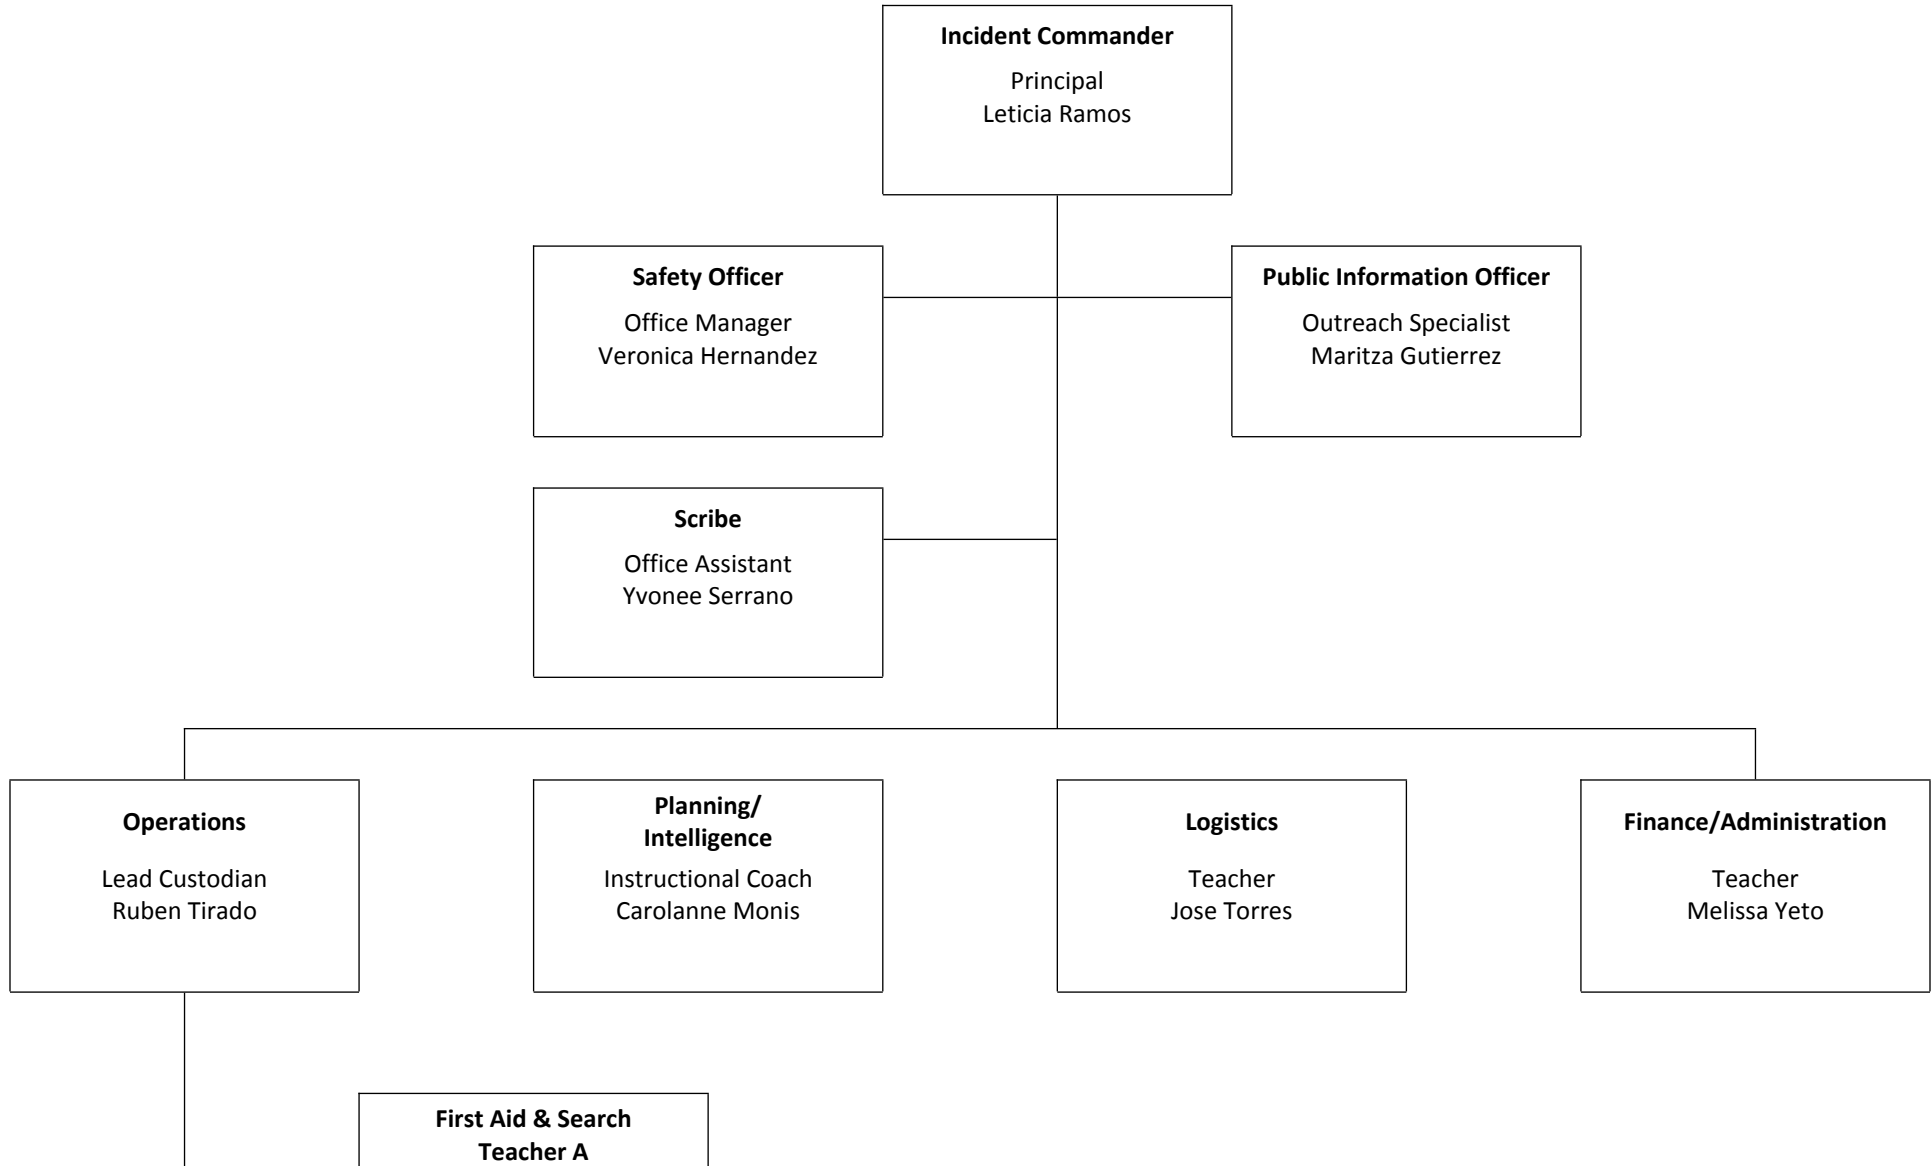 Incident Commander
Principal
Leticia Ramos
Safety Officer
Office Manager
Veronica Hernandez
Public Information Officer
Outreach Specialist
Maritza Gutierrez
Scribe
Office Assistant
Yvonee Serrano
Operations
Lead Custodian
Ruben Tirado
Planning/
Intelligence
Instructional Coach
Carolanne Monis
Logistics
Teacher
Jose Torres
Finance/Administration
Teacher
Melissa Yeto
First Aid & Search
Teacher A